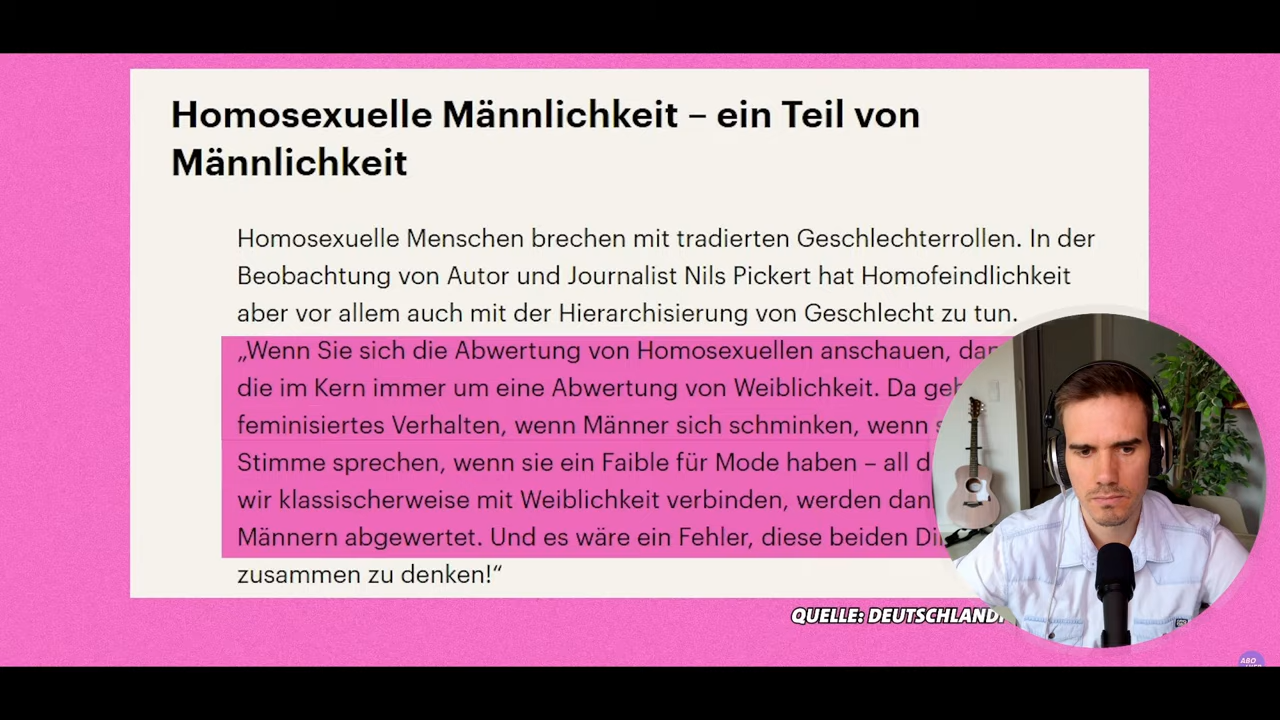 Homosexuelle Männlichkeit – ein Teil von
Männlichkeit
Homosexuelle Menschen brechen mit tradierten Geschlechterrollen. In der
Beobachtung von Autor und Journalist Nils Pickert hat Homofeindlichkeit
aber vor allem auch mit der Hierarchisierung von Geschlecht zu tun.
„Wenn Sie sich die Abwertung von Homosexuellen anschauen,
die im Kern immer um eine Abwertung von Weiblichkeit. Da
feminisiertes Verhalten, wenn Männer sich schminken, wenn
Stimme sprechen, wenn sie ein Faible für Mode haben – all
wir klassischerweise mit Weiblichkeit verbinden, werden
Männern abgewertet. Und es wäre ein Fehler, diese beiden
zusammen zu denken!“
QUELLE:
ABO